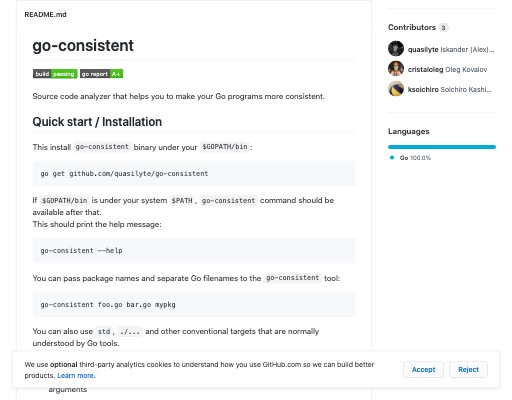 README.md
go-consistent
build passing go report A+
Source code analyzer that helps you to make your Go programs more consistent.
Quick start / Installation
This install go-consistent binary under your $GOPATH/bin :
go get github.com/quasilyte/go-consistent
If $GOPATH/bin is under your system $PATH , go-consistent command should be
available after that.
This should print the help message:
go-consistent --help
You can pass package names and separate Go filenames to the go-consistent tool:
go-consistent foo.go bar.go mypkg
You can also use std , ./... and other conventional targets that are normally
understood by Go tools.
arguments
Contributors 3
quasilyte Iskander (Alex)...
cristaloleg Oleg Kovalov
ksoichiro Soichiro Kashi...
Languages
Go 100.0%
We use optional third-party analytics cookies to understand how you use GitHub.com so we can build better
products. Learn more.
Accept
Reject